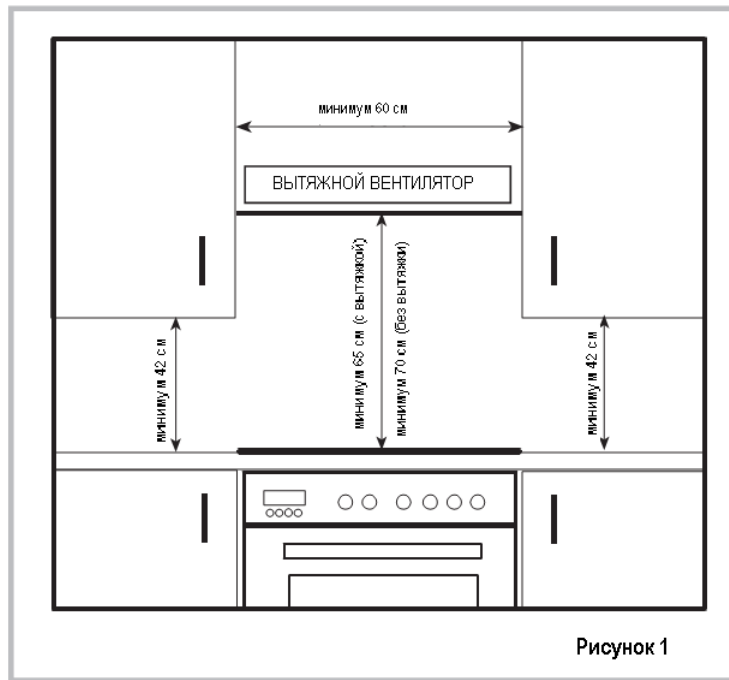 минимум 60 см
ВЫТЯЖНОЙ ВЕНТИЛЯТОР
минимум 65 см (с вытяжкой)
минимум 70 см (без вытяжки)
минимум 42 см
минимум 42 см
Рисунок 1